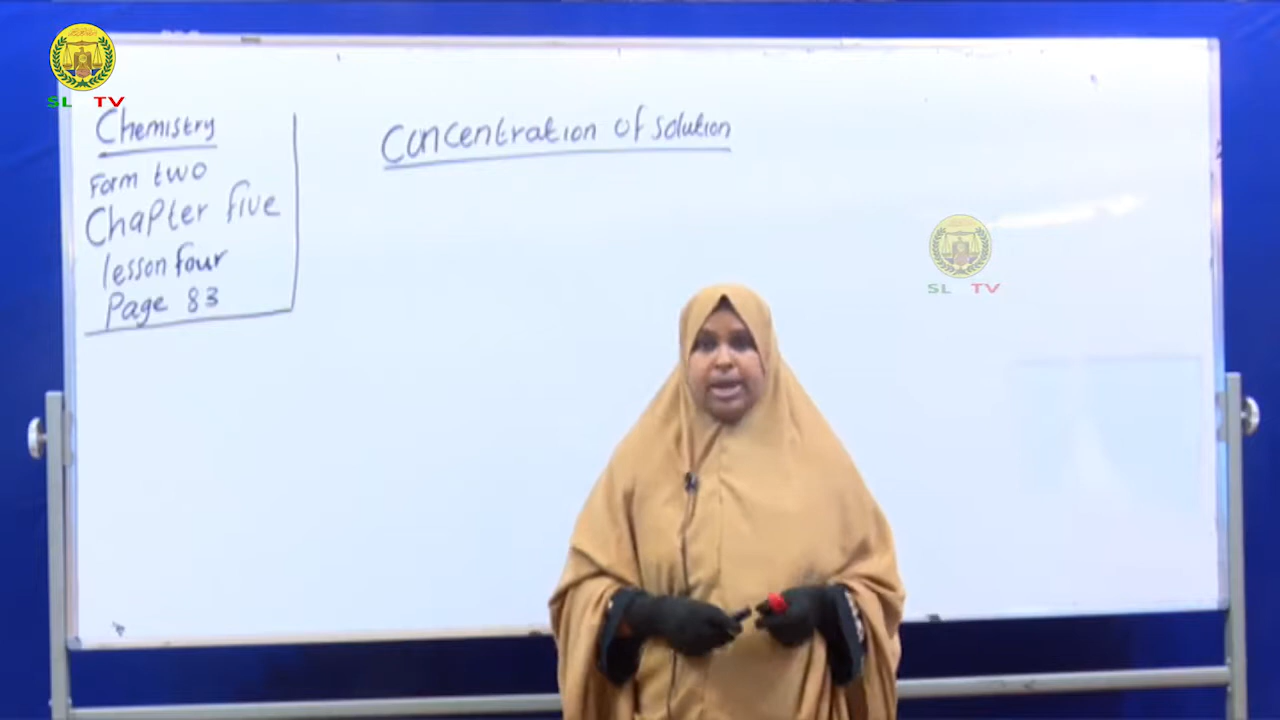 SL TV
Chemistry
Form two
Chapter five
lesson four
Page 83
Concentration of solution
SL TV